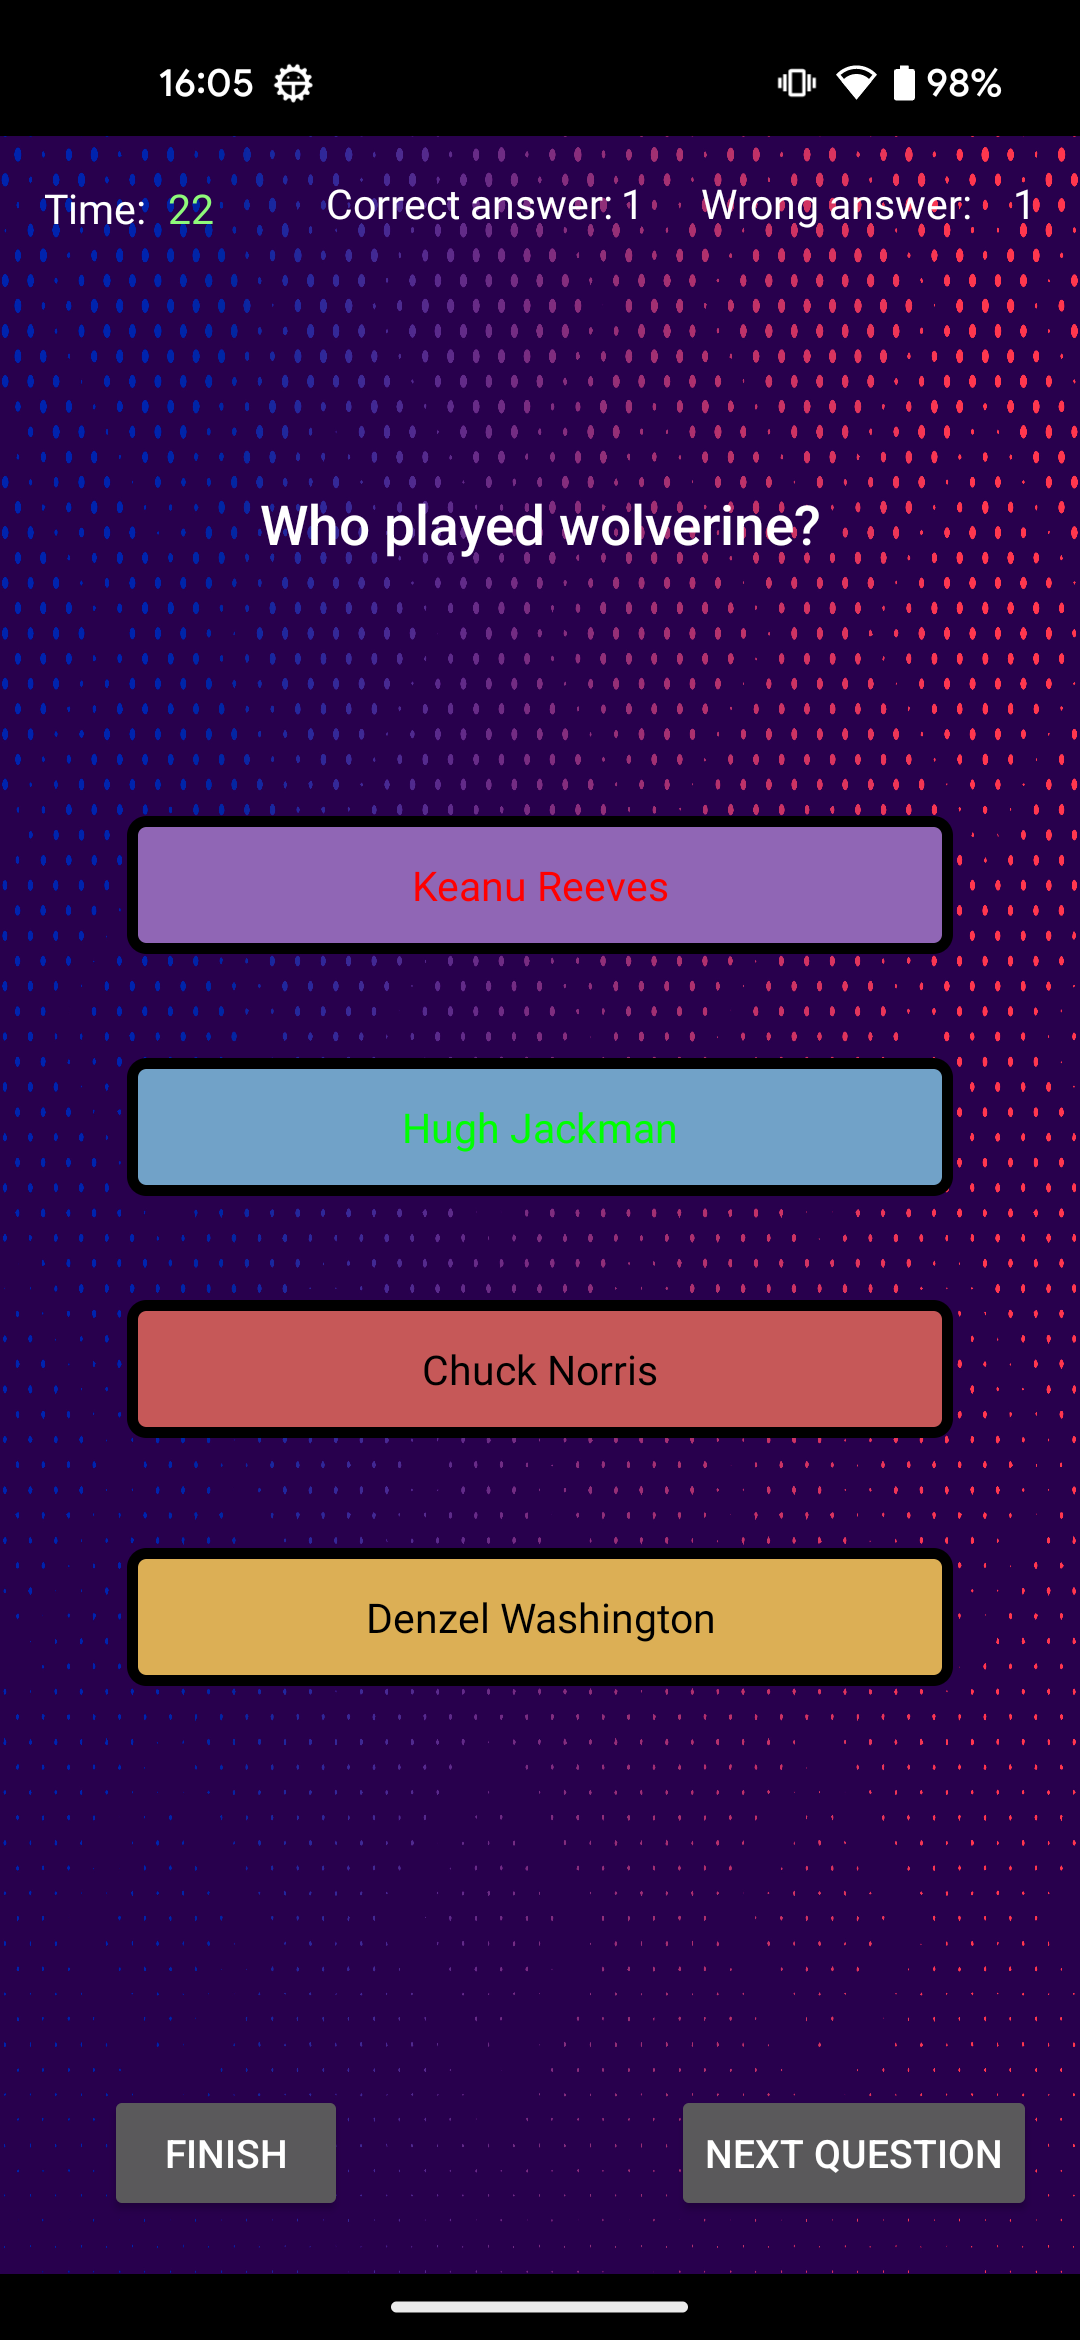 16:05 98%
Time: 22 Correct answer: 1 Wrong answer: 1
Who played wolverine?
Keanu Reeves
Hugh Jackman
Chuck Norris
Denzel Washington
FINISH NEXT QUESTION